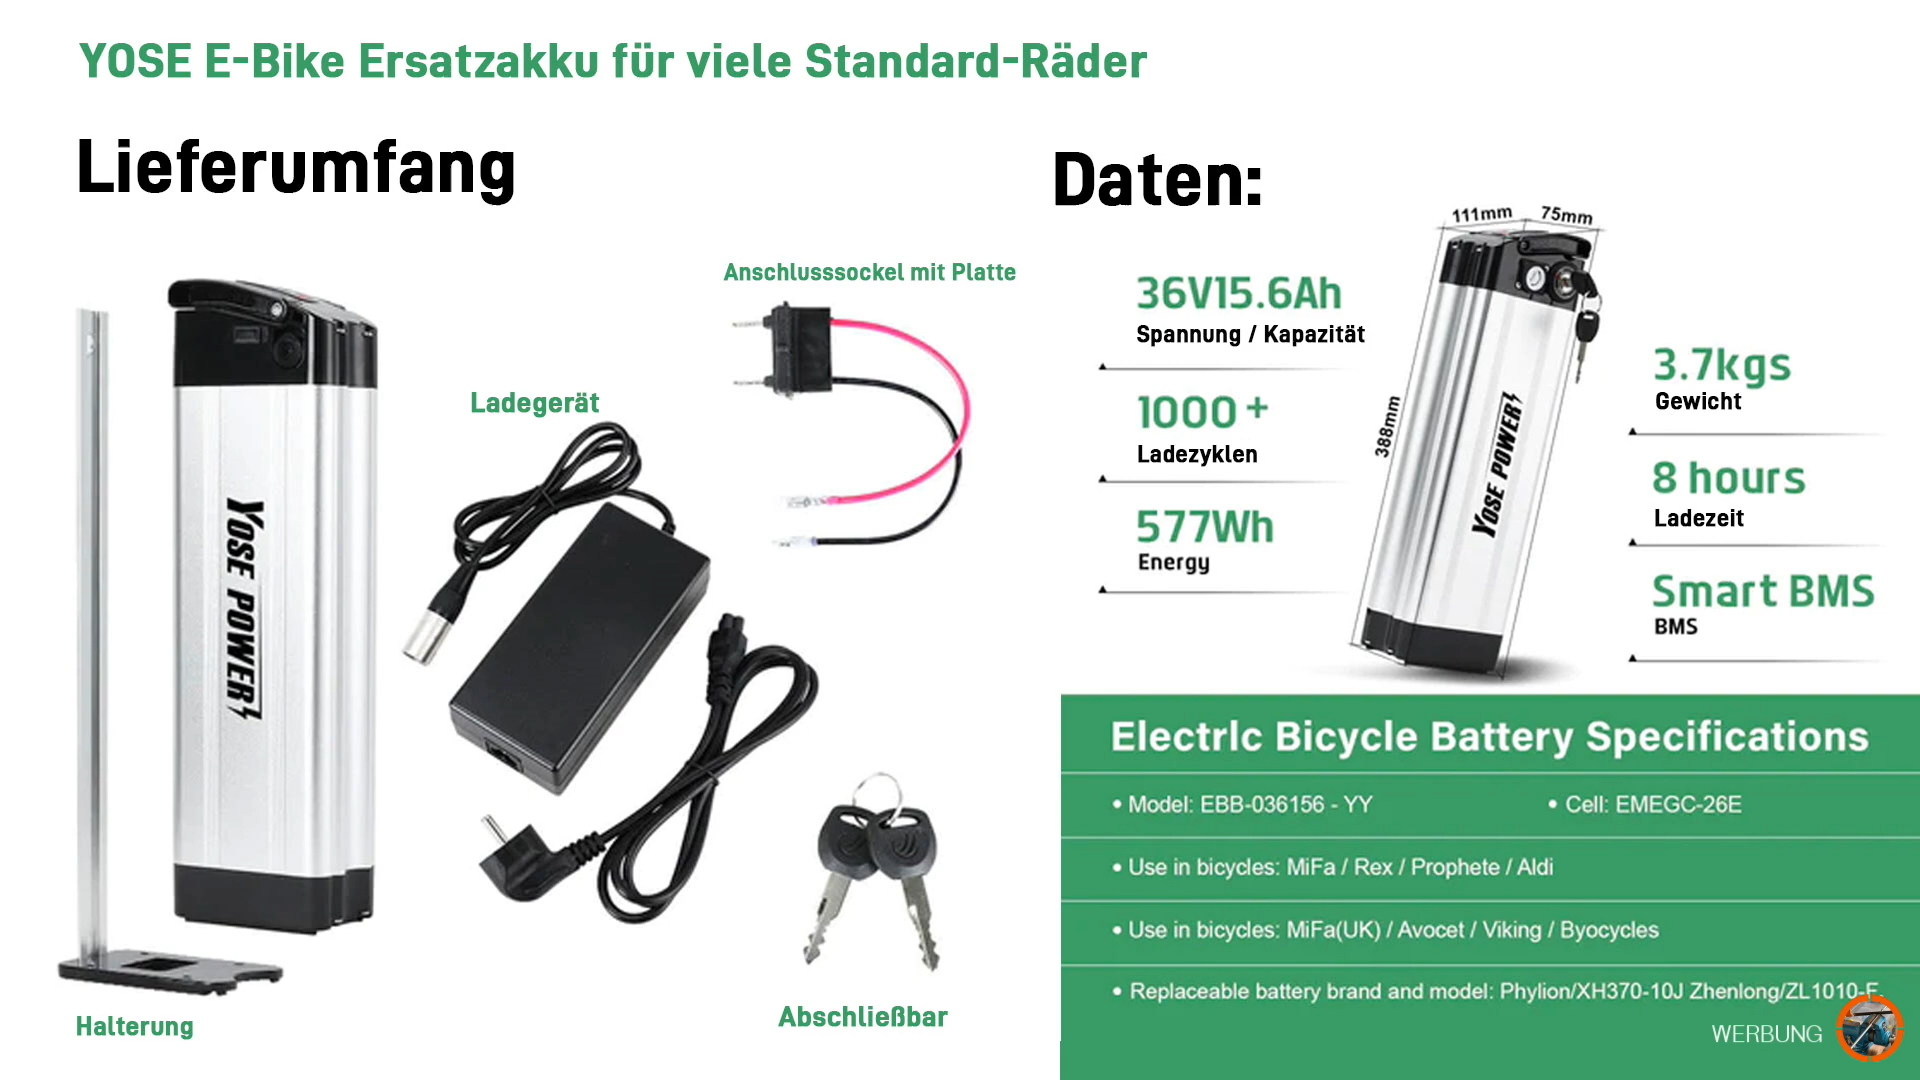 YOSE E-Bike Ersatzakku für viele Standard-Räder
Lieferumfang
Anschlusssockel mit Platte
Ladegerät
YOSE POWER
Halterung
Abschließbar
Daten:
111mm
75mm
388mm
YOSE POWER
36V15.6Ah
Spannung / Kapazität
1000+
Ladezyklen
577Wh
Energy
3.7kgs
Gewicht
8 hours
Ladezeit
Smart BMS
BMS
Electrlc Bicycle Battery Specifications
• Model: EBB-036156 - YY
• Cell: EMEGC-26E
• Use in bicycles: MiFa / Rex / Prophete / Aldi
• Use in bicycles: MiFa(UK) / Avocet / Viking / Byocycles
• Replaceable battery brand and model: Phylion/XH370-10J Zhenlong/ZL1010-F
WERBUNG